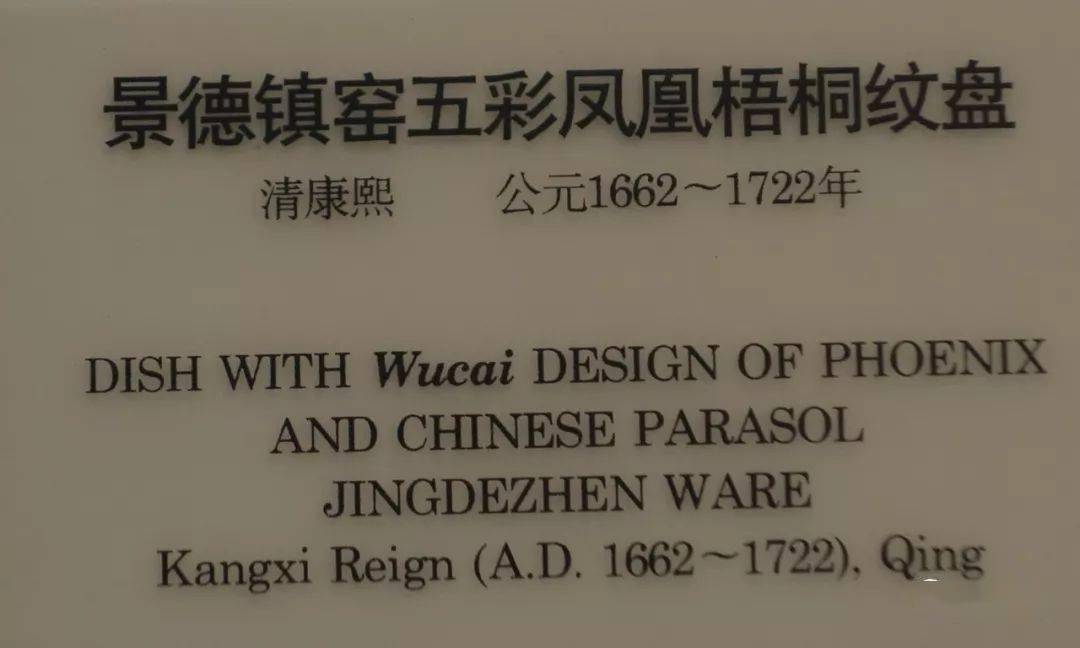 景德镇窑五彩凤凰梧桐纹盘
清康熙 公元1662～1722年
DISH WITH Wucai DESIGN OF PHOENIX
AND CHINESE PARASOL
JINGDEZHEN WARE
Kangxi Reign (A.D. 1662～1722), Qing